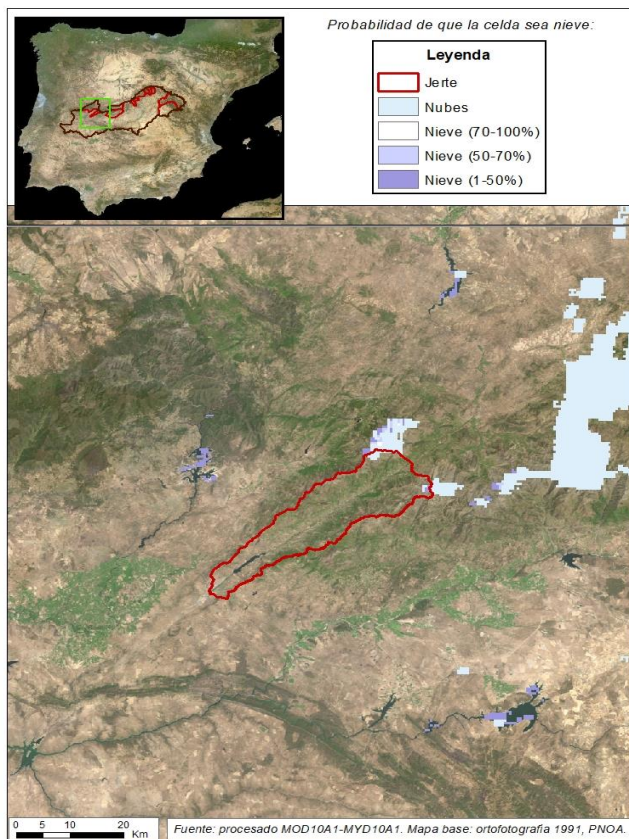 Probabilidad de que la celda sea nieve:
Leyenda
Jerte
Nubes
Nieve (70-100%)
Nieve (50-70%)
Nieve (1-50%)
0 5 10 20
Km
Fuente: procesado MOD10A1-MYD10A1. Mapa base: ortofotografía 1991, PNOA.